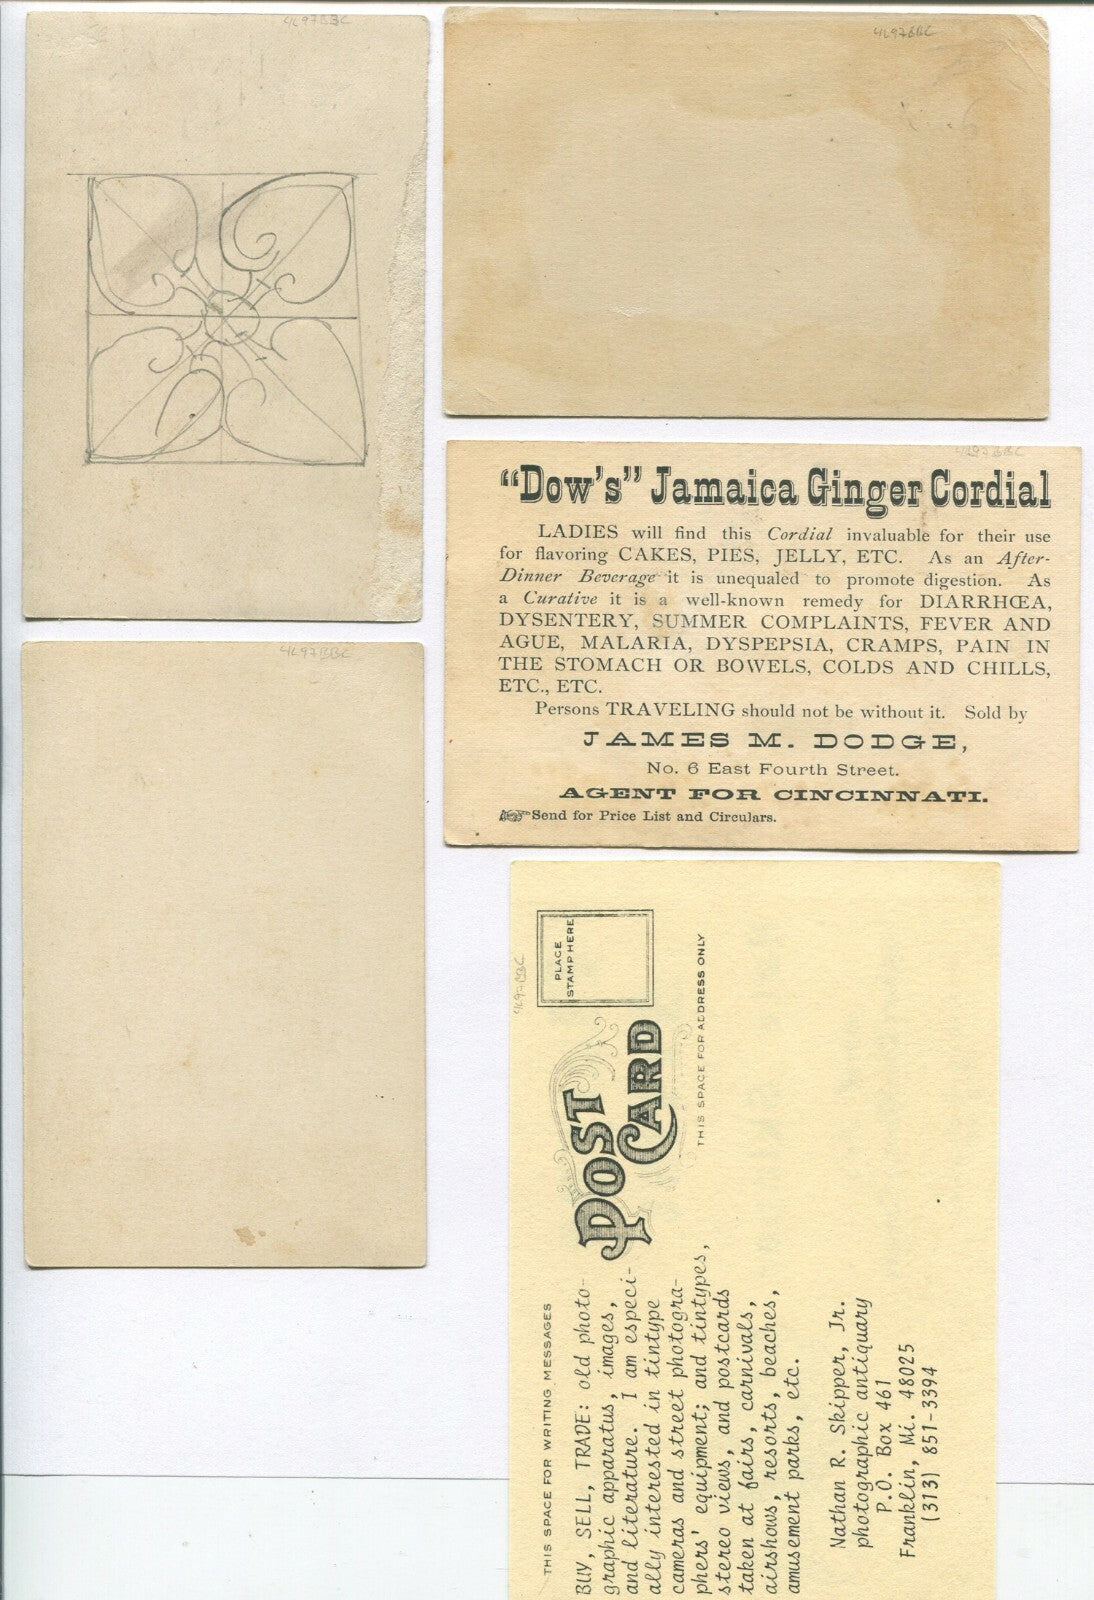 4697BBC
4697BBC
4697BBC
“Dow's” Jamaica Ginger Cordial
LADIES will find this Cordial invaluable for their use
for flavoring CAKES, PIES, JELLY, ETC. As an After-
Dinner Beverage it is unequaled to promote digestion. As
a Curative it is a well-known remedy for DIARRHŒA,
DYSENTERY, SUMMER COMPLAINTS, FEVER AND
AGUE, MALARIA, DYSPEPSIA, CRAMPS, PAIN IN
THE STOMACH OR BOWELS, COLDS AND CHILLS,
ETC., ETC.
Persons TRAVELING should not be without it. Sold by
JAMES M. DODGE,
No. 6 East Fourth Street.
AGENT FOR CINCINNATI.
Send for Price List and Circulars.
4697BBC
4697BBC
PLACE
STAMP HERE
POST
CARD
THIS SPACE FOR ADDRESS ONLY
THIS SPACE FOR WRITING MESSAGES
BUY, SELL, TRADE: old photo-
graphic apparatus, images,
and literature. I am especi-
ally interested in tintype
cameras and street photogra-
phers' equipment; and tintypes,
stereo views, and postcards
taken at fairs, carnivals,
airshows, resorts, beaches,
amusement parks, etc.
Nathan R. Skipper, Jr.
photographic antiquary
P.O. Box 461
Franklin, Mi. 48025
(313) 851-3394